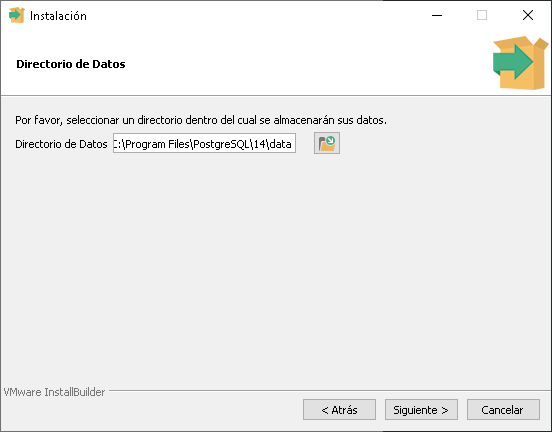 Instalación
Directorio de Datos
Por favor, seleccionar un directorio dentro del cual se almacenarán sus datos.
Directorio de Datos C:\Program Files\PostgreSQL\14\data
VMware InstallBuilder
< Atrás Siguiente > Cancelar